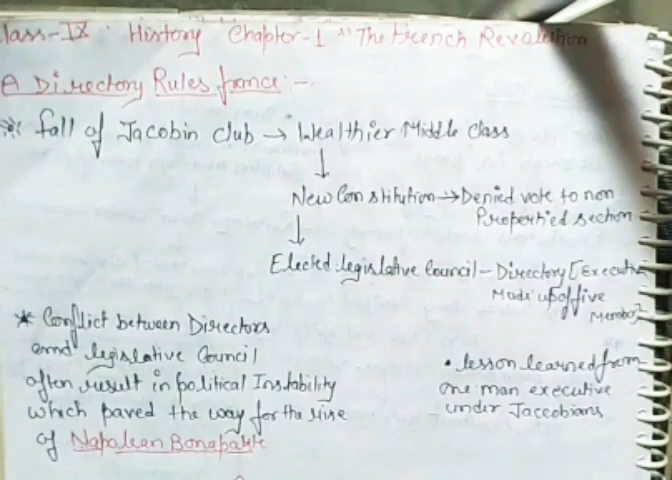 Class-IX History Chapter-1 "The French Revolution
A Directory Rules france:-
* fall of Jacobin club → Wealthier Middle class
↓
New Constitution → Denied vote to non
Propertied section
↓
Elected legislative Council - Directory [Executive
Made up of five
Member]
* Conflict between Directors
and legislative Council
often result in political Instability
which paved the way for the rise
of Napolean Bonaparte
• lesson learned from
one man executive
under Jaccobians